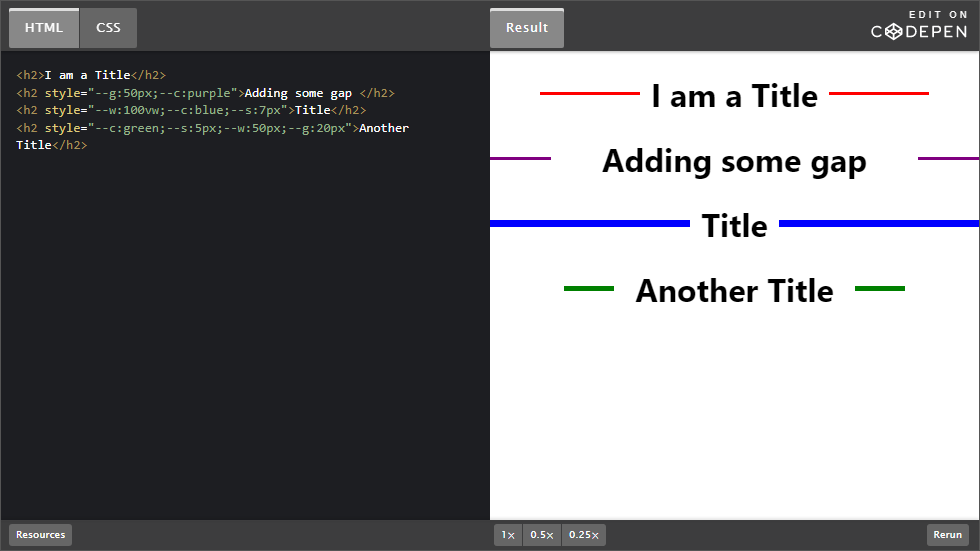 HTML CSS
Result
EDIT ON
CODEPEN
<h2>I am a Title</h2>
<h2 style="--g:50px;--c:purple">Adding some gap </h2>
<h2 style="--w:100vw;--c:blue;--s:7px">Title</h2>
<h2 style="--c:green;--s:5px;--w:50px;--g:20px">Another
Title</h2>
I am a Title
Adding some gap
Title
Another Title
Resources
1× 0.5× 0.25×
Rerun